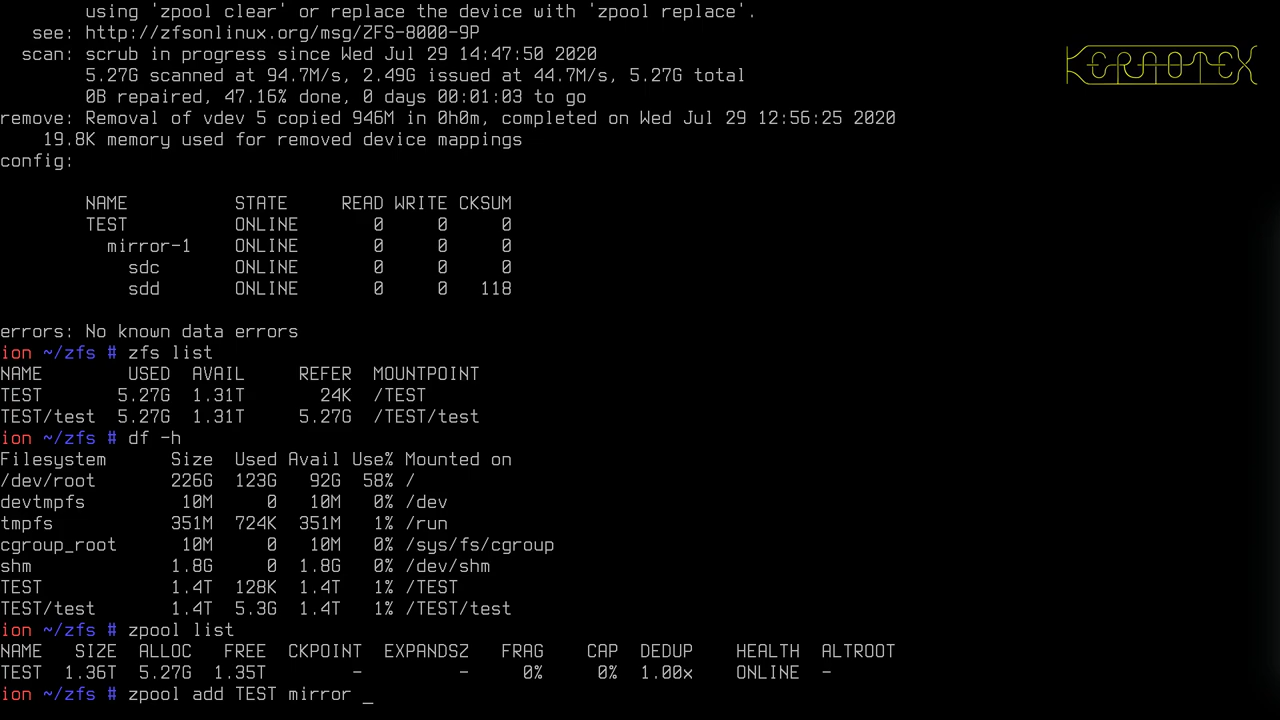 using 'zpool clear' or replace the device with 'zpool replace'.
see: http://zfsonlinux.org/msg/ZFS-8000-9P
scan: scrub in progress since Wed Jul 29 14:47:50 2020
5.27G scanned at 94.7M/s, 2.49G issued at 44.7M/s, 5.27G total
0B repaired, 47.16% done, 0 days 00:01:03 to go
remove: Removal of vdev 5 copied 946M in 0h0m, completed on Wed Jul 29 12:56:25 2020
19.8K memory used for removed device mappings
config:
NAME STATE READ WRITE CKSUM
TEST ONLINE 0 0 0
mirror-1 ONLINE 0 0 0
sdc ONLINE 0 0 0
sdd ONLINE 0 0 118
errors: No known data errors
ion ~/zfs # zfs list
NAME USED AVAIL REFER MOUNTPOINT
TEST 5.27G 1.31T 24K /TEST
TEST/test 5.27G 1.31T 5.27G /TEST/test
ion ~/zfs # df -h
Filesystem Size Used Avail Use% Mounted on
/dev/root 226G 123G 92G 58% /
devtmpfs 10M 0 10M 0% /dev
tmpfs 351M 724K 351M 1% /run
cgroup_root 10M 0 10M 0% /sys/fs/cgroup
shm 1.8G 0 1.8G 0% /dev/shm
TEST 1.4T 128K 1.4T 1% /TEST
TEST/test 1.4T 5.3G 1.4T 1% /TEST/test
ion ~/zfs # zpool list
NAME SIZE ALLOC FREE CKPOINT EXPANDSZ FRAG CAP DEDUP HEALTH ALTROOT
TEST 1.36T 5.27G 1.35T - - 0% 0% 1.00x ONLINE -
ion ~/zfs # zpool add TEST mirror _